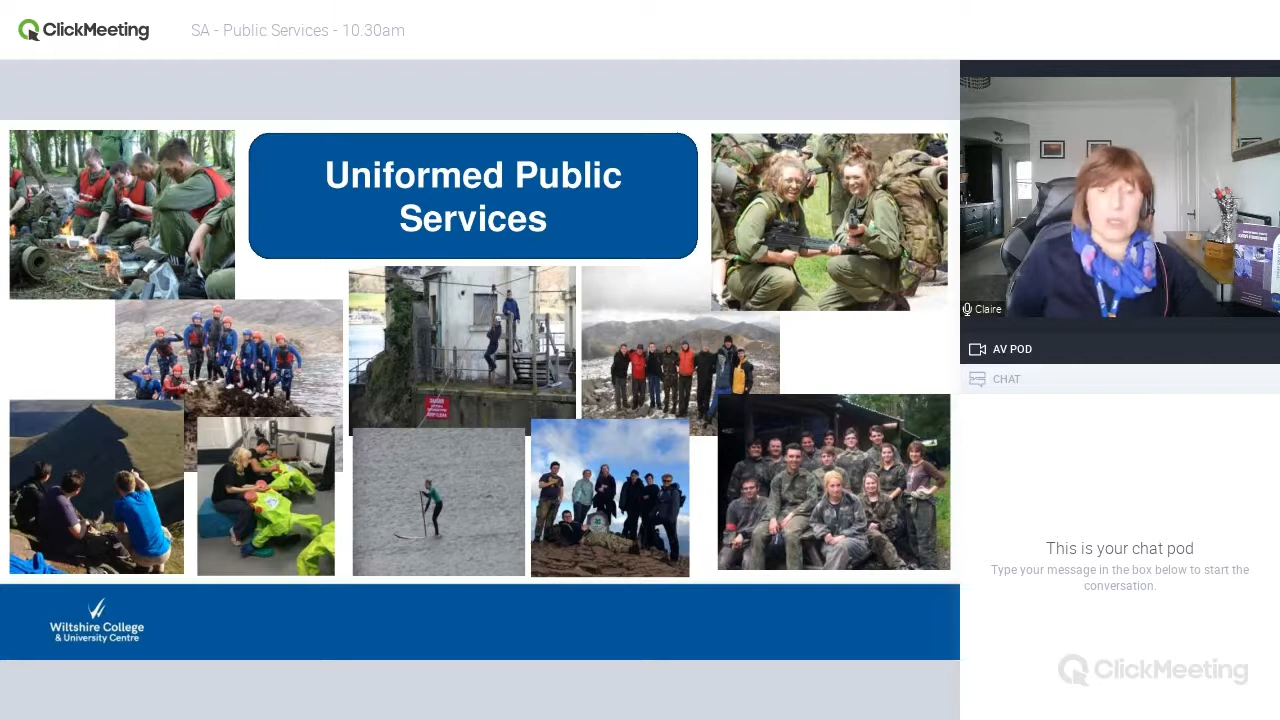 ClickMeeting
SA - Public Services - 10.30am
Uniformed Public
Services
DANGER
Claire
AV POD
CHAT
This is your chat pod
Type your message in the box below to start the
conversation.
Wiltshire College
& University Centre
ClickMeeting